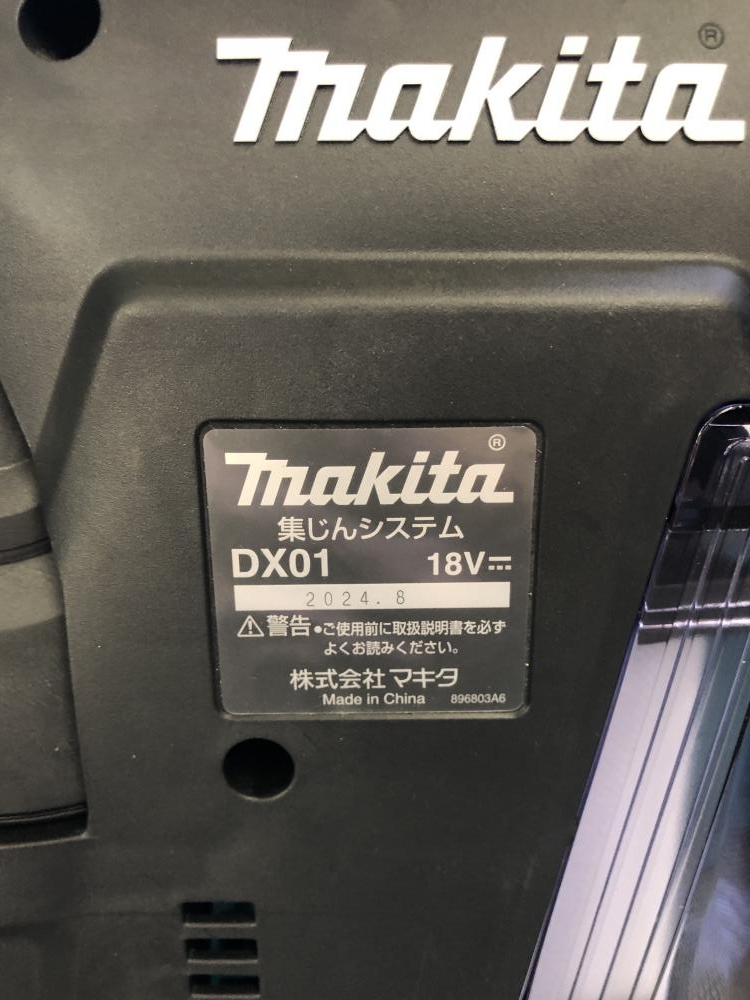 makita®
makita®
集じんシステム
DX01 18V⎓
2024.8
⚠警告 •ご使用前に取扱説明書を必ず
よくお読みください。
株式会社 マキタ
Made in China 896803A6